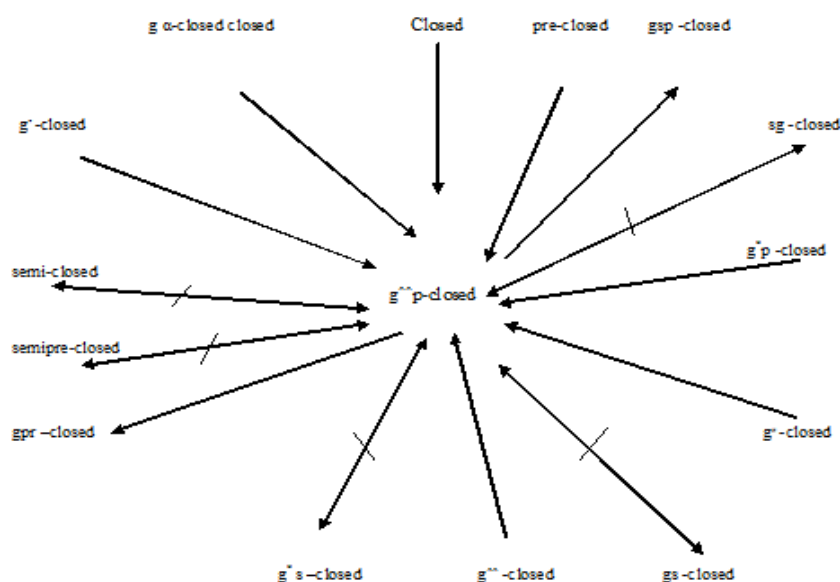 g α-closed closed
Closed
pre-closed
gsp -closed
g* -closed
sg -closed
semi-closed
g*p -closed
g^^p-closed
semipre-closed
gpr –closed
-closed
g* s –closed
g^^ -closed
gs -closed